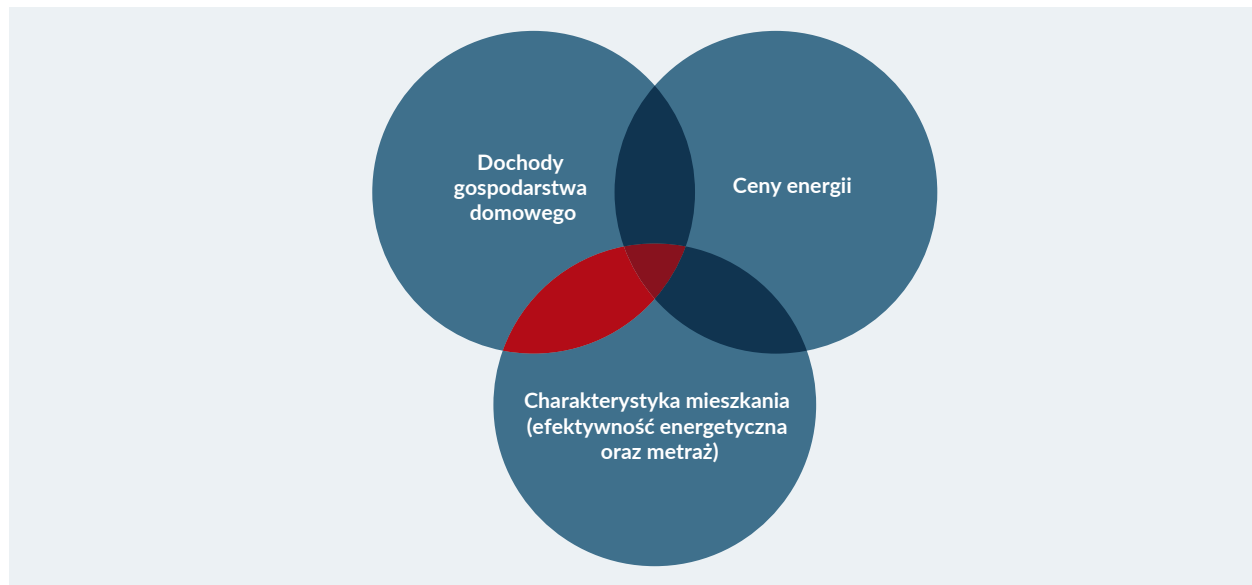 Dochody
gospodarstwa
domowego
Ceny energii
Charakterystyka mieszkania
(efektywność energetyczna
oraz metraż)